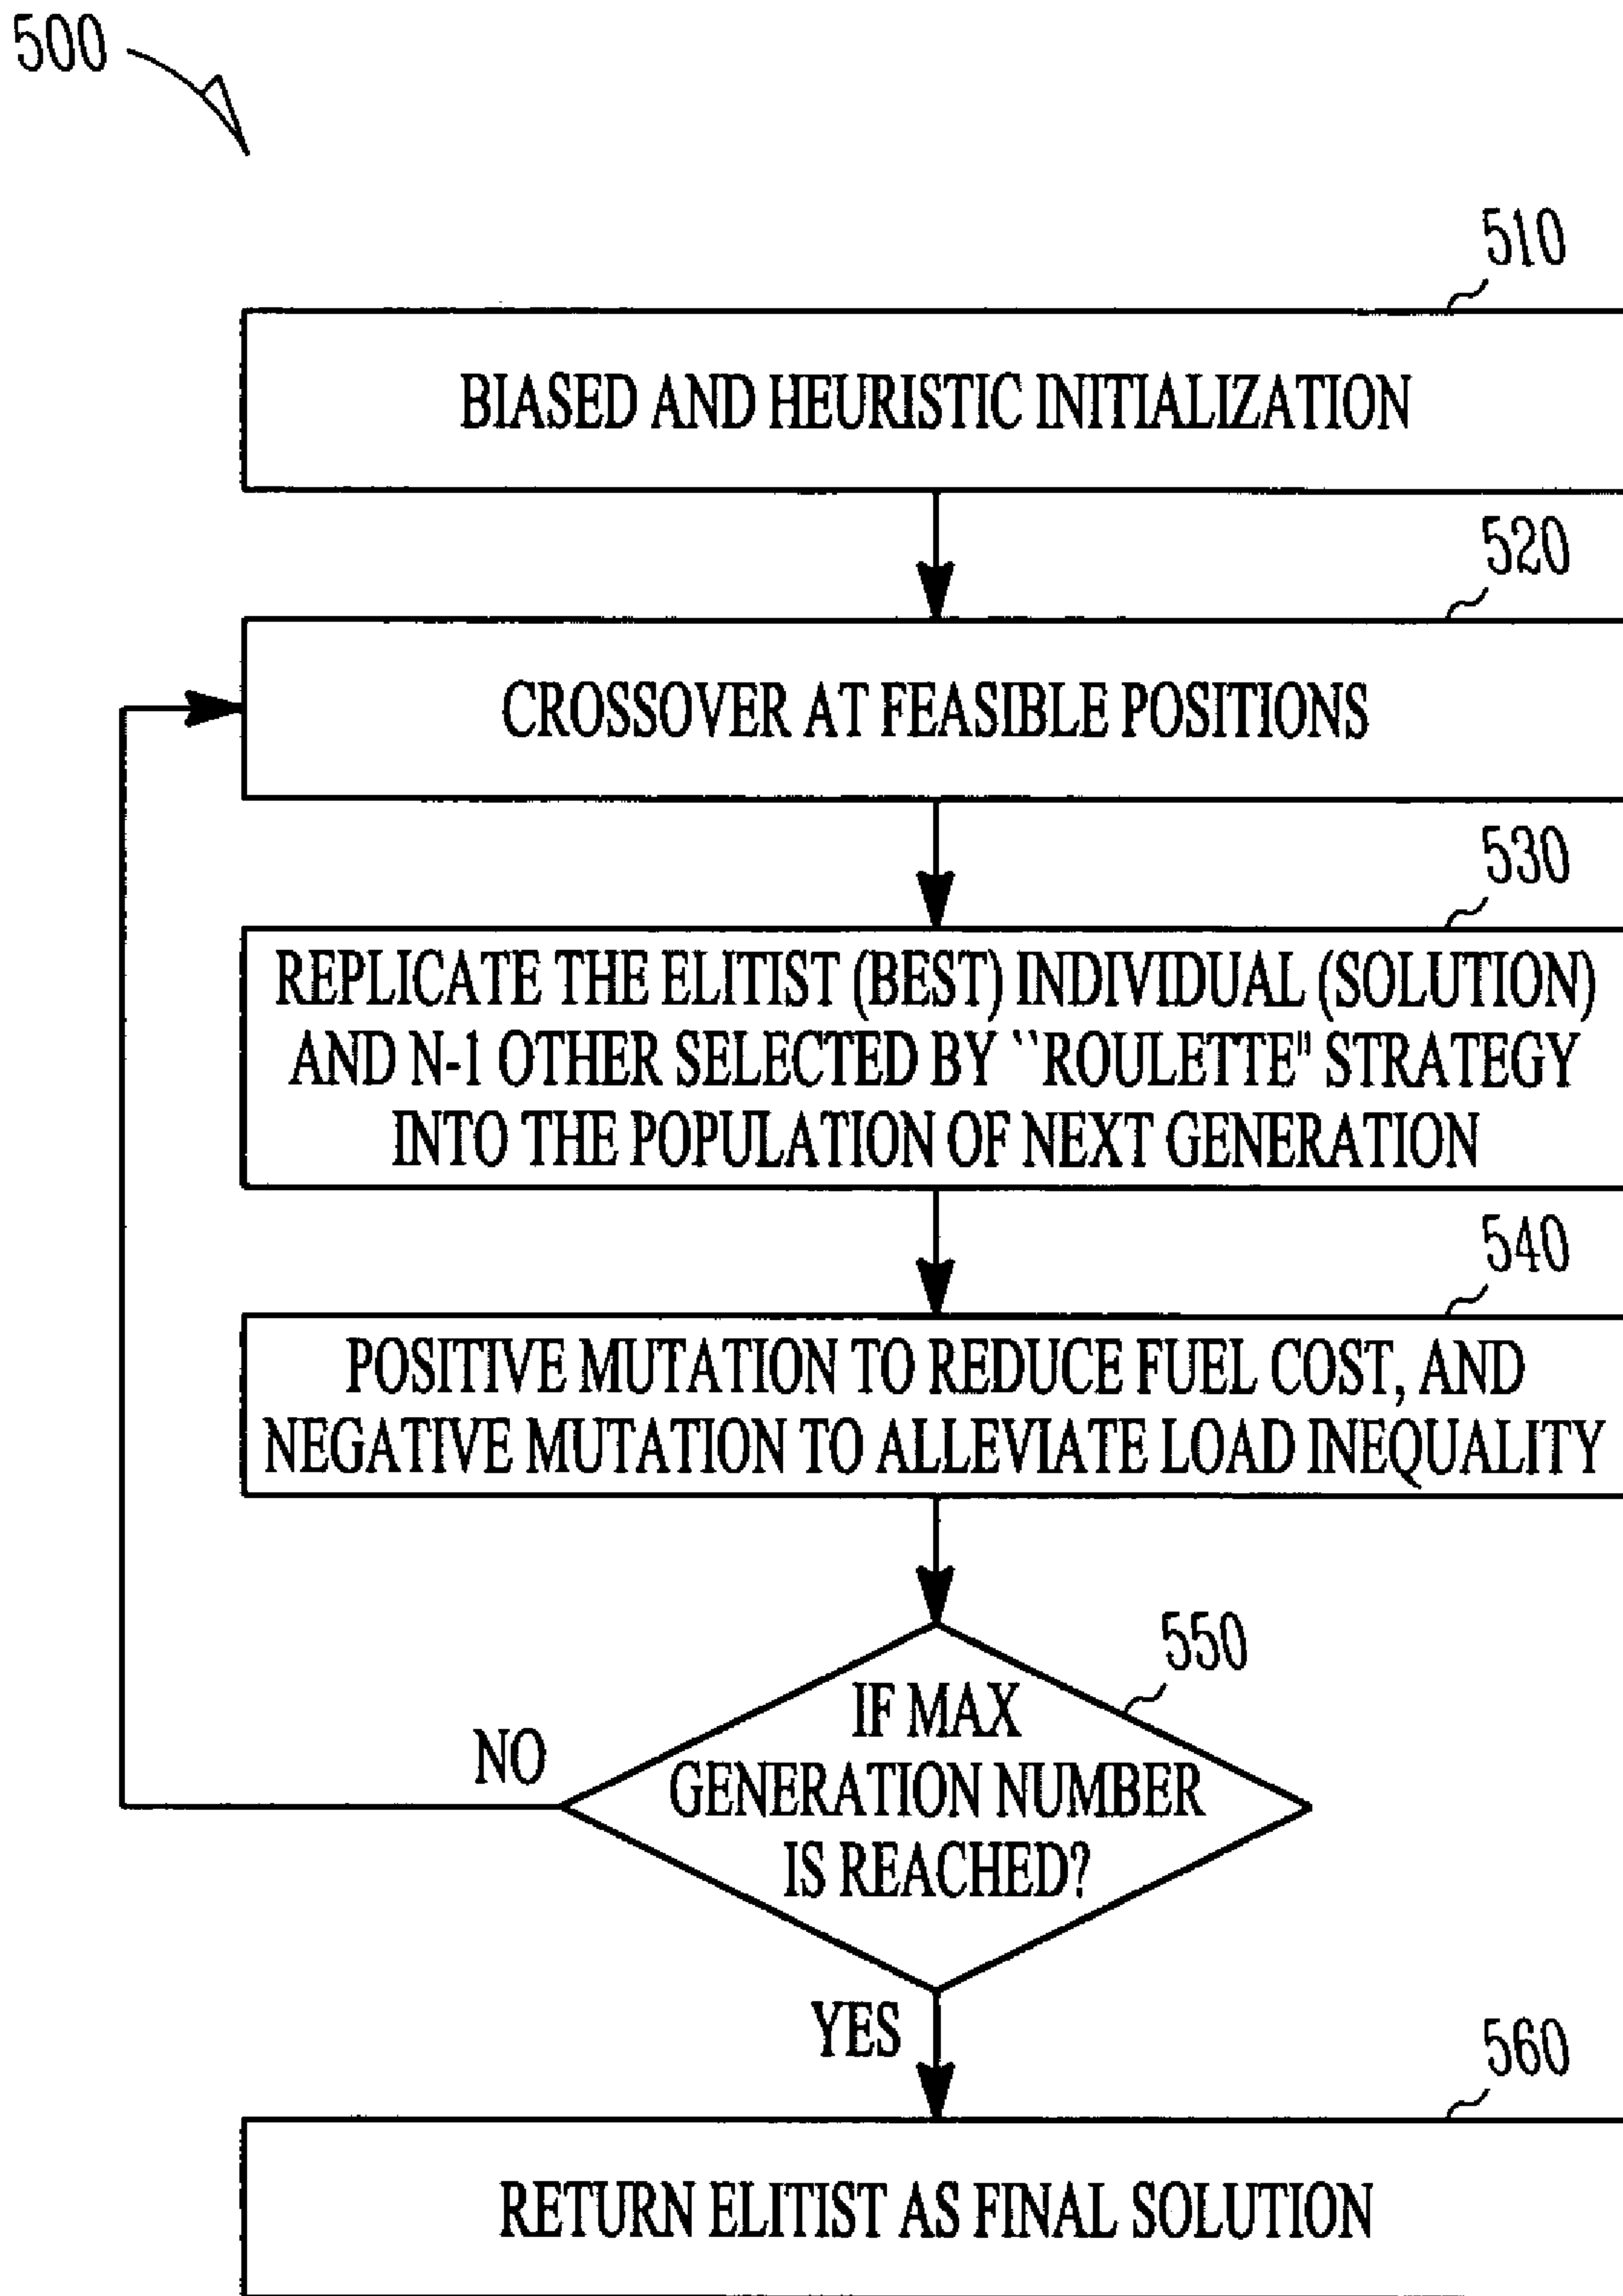 500
510
BIASED AND HEURISTIC INITIALIZATION
520
CROSSOVER AT FEASIBLE POSITIONS
530
REPLICATE THE ELITIST (BEST) INDIVIDUAL (SOLUTION)
AND N-1 OTHER SELECTED BY ``ROULETTE" STRATEGY
INTO THE POPULATION OF NEXT GENERATION
540
POSITIVE MUTATION TO REDUCE FUEL COST, AND
NEGATIVE MUTATION TO ALLEVIATE LOAD INEQUALITY
550
IF MAX
GENERATION NUMBER
IS REACHED?
NO
YES
560
RETURN ELITIST AS FINAL SOLUTION